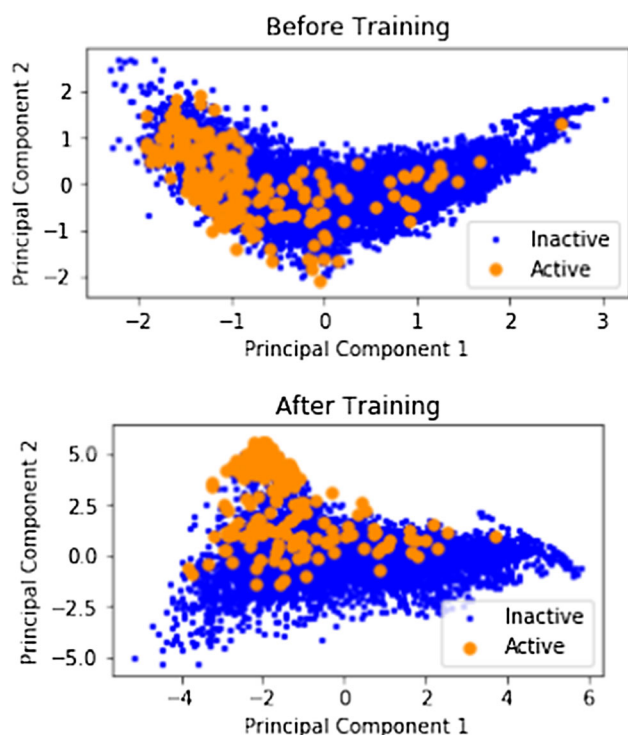 Before Training
Principal Component 2
2
1
0
−1
−2
Inactive
Active
−2 −1 0 1 2 3
Principal Component 1
After Training
Principal Component 2
5.0
2.5
0.0
−2.5
−5.0
Inactive
Active
−4 −2 0 2 4 6
Principal Component 1